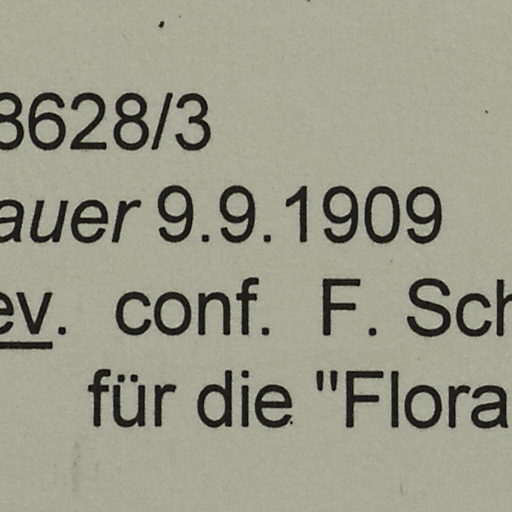 8628/3
auer 9.9.1909
ev. conf. F. Sch
für die "Flora